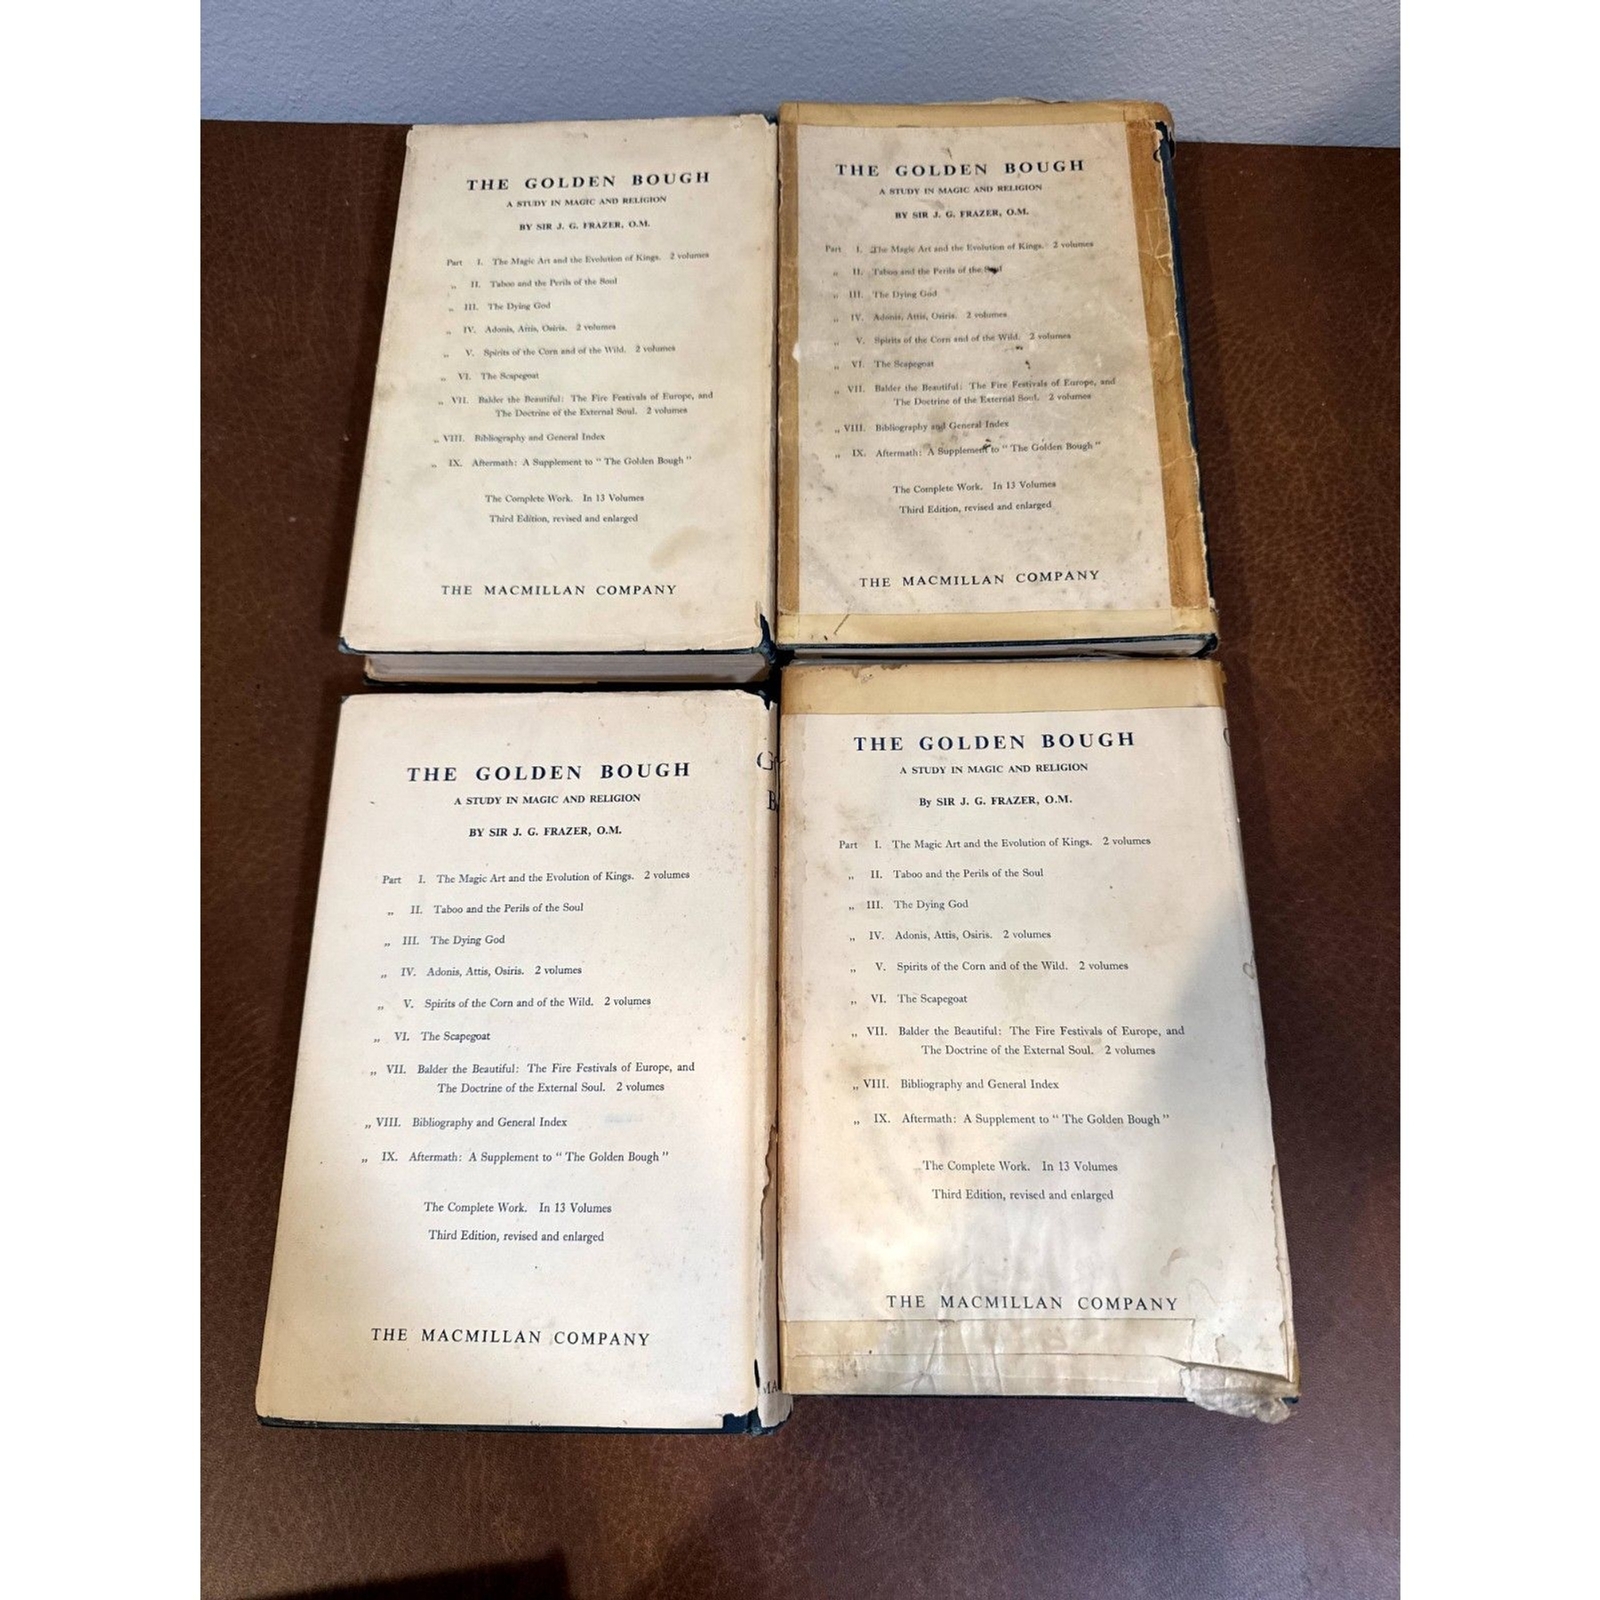 THE GOLDEN BOUGH
A STUDY IN MAGIC AND RELIGION
BY SIR J. G. FRAZER, O.M.
Part I. The Magic Art and the Evolution of Kings. 2 volumes
„ II. Taboo and the Perils of the Soul
„ III. The Dying God
„ IV. Adonis, Attis, Osiris. 2 volumes
„ V. Spirits of the Corn and of the Wild. 2 volumes
„ VI. The Scapegoat
„ VII. Balder the Beautiful: The Fire Festivals of Europe, and
The Doctrine of the External Soul. 2 volumes
„ VIII. Bibliography and General Index
„ IX. Aftermath: A Supplement to “The Golden Bough”
The Complete Work. In 13 Volumes
Third Edition, revised and enlarged
THE MACMILLAN COMPANY
THE GOLDEN BOUGH
A STUDY IN MAGIC AND RELIGION
BY SIR J. G. FRAZER, O.M.
Part I. The Magic Art and the Evolution of Kings. 2 volumes
„ II. Taboo and the Perils of the Soul
„ III. The Dying God
„ IV. Adonis, Attis, Osiris. 2 volumes
„ V. Spirits of the Corn and of the Wild. 2 volumes
„ VI. The Scapegoat
„ VII. Balder the Beautiful: The Fire Festivals of Europe, and
The Doctrine of the External Soul. 2 volumes
„ VIII. Bibliography and General Index
„ IX. Aftermath: A Supplement to “The Golden Bough”
The Complete Work. In 13 Volumes
Third Edition, revised and enlarged
THE MACMILLAN COMPANY
THE GOLDEN BOUGH
A STUDY IN MAGIC AND RELIGION
BY SIR J. G. FRAZER, O.M.
Part I. The Magic Art and the Evolution of Kings. 2 volumes
„ II. Taboo and the Perils of the Soul
„ III. The Dying God
„ IV. Adonis, Attis, Osiris. 2 volumes
„ V. Spirits of the Corn and of the Wild. 2 volumes
„ VI. The Scapegoat
„ VII. Balder the Beautiful: The Fire Festivals of Europe, and
The Doctrine of the External Soul. 2 volumes
„ VIII. Bibliography and General Index
„ IX. Aftermath: A Supplement to “The Golden Bough”
The Complete Work. In 13 Volumes
Third Edition, revised and enlarged
THE MACMILLAN COMPANY
THE GOLDEN BOUGH
A STUDY IN MAGIC AND RELIGION
By SIR J. G. FRAZER, O.M.
Part I. The Magic Art and the Evolution of Kings. 2 volumes
„ II. Taboo and the Perils of the Soul
„ III. The Dying God
„ IV. Adonis, Attis, Osiris. 2 volumes
„ V. Spirits of the Corn and of the Wild. 2 volumes
„ VI. The Scapegoat
„ VII. Balder the Beautiful: The Fire Festivals of Europe, and
The Doctrine of the External Soul. 2 volumes
„ VIII. Bibliography and General Index
„ IX. Aftermath: A Supplement to “The Golden Bough”
The Complete Work. In 13 Volumes
Third Edition, revised and enlarged
THE MACMILLAN COMPANY